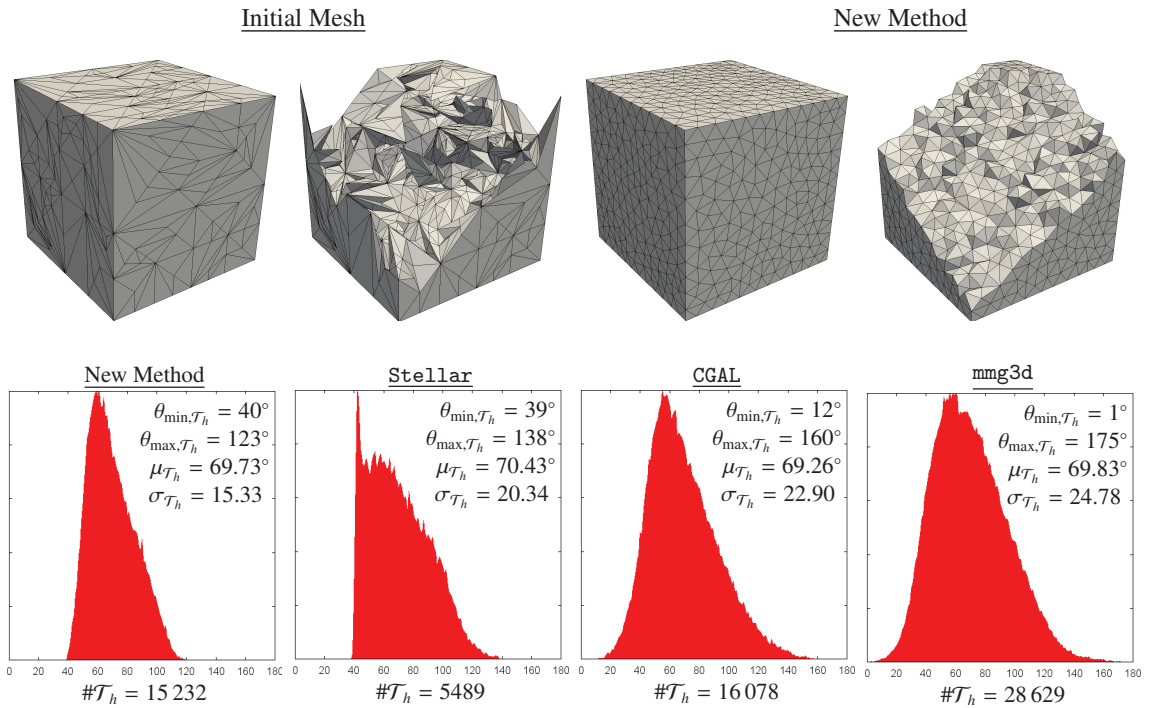 Initial Mesh
New Method
New Method
θmin,𝒯h = 40°
θmax,𝒯h = 123°
μ𝒯h = 69.73°
σ𝒯h = 15.33
0 20 40 60 80 100 120 140 160 180
#𝒯h = 15 232
Stellar
θmin,𝒯h = 39°
θmax,𝒯h = 138°
μ𝒯h = 70.43°
σ𝒯h = 20.34
0 20 40 60 80 100 120 140 160 180
#𝒯h = 5489
CGAL
θmin,𝒯h = 12°
θmax,𝒯h = 160°
μ𝒯h = 69.26°
σ𝒯h = 22.90
0 20 40 60 80 100 120 140 160 180
#𝒯h = 16 078
mmg3d
θmin,𝒯h = 1°
θmax,𝒯h = 175°
μ𝒯h = 69.83°
σ𝒯h = 24.78
0 20 40 60 80 100 120 140 160 180
#𝒯h = 28 629